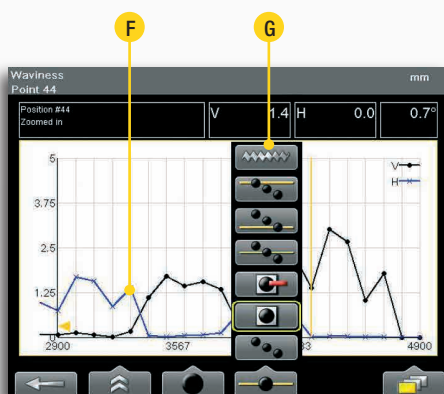 F G
Waviness mm
Point 44
Position #44 V 1.4 H 0.0 0.7°
Zoomed in
5 V
H
3.75
2.5
1.25
0
2900 3567 33 4900